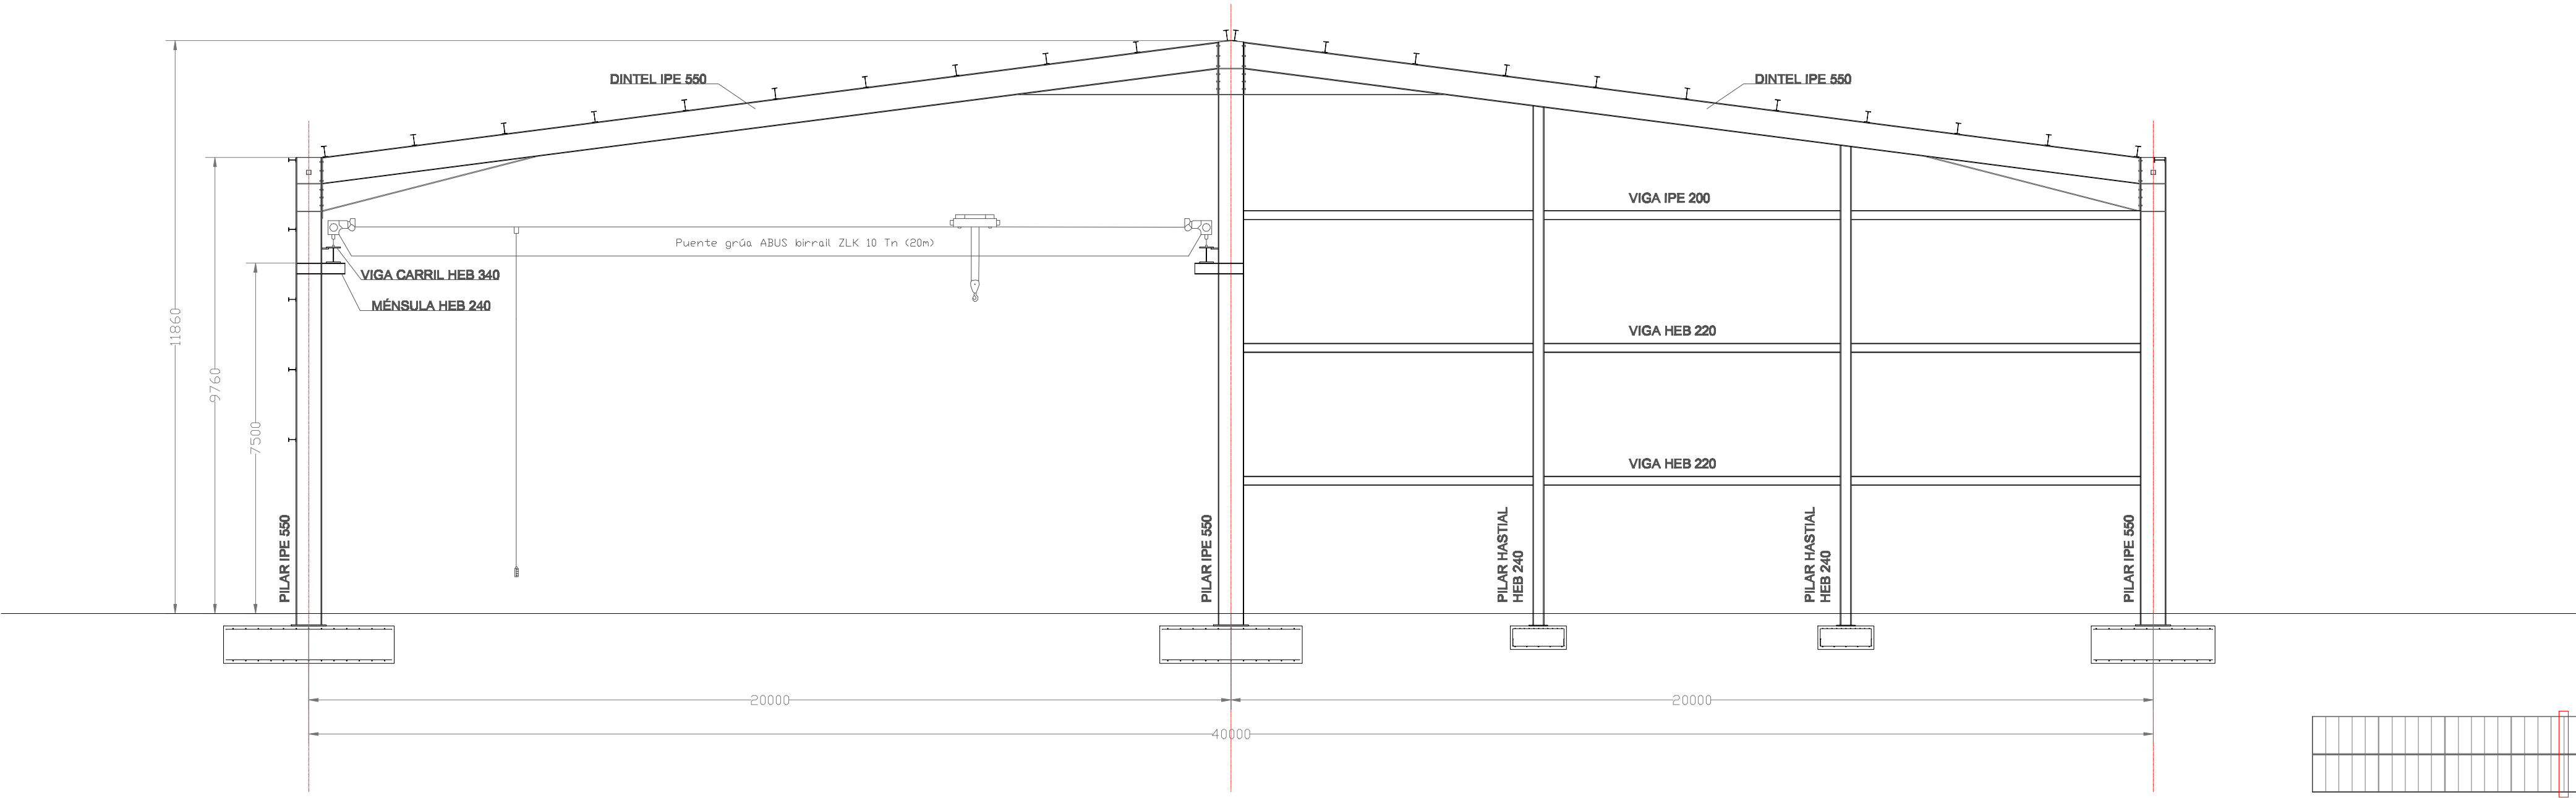 DINTEL IPE 550
DINTEL IPE 550
VIGA IPE 200
Puente grúa ABUS birrail ZLK 10 Tn (20m)
VIGA CARRIL HEB 340
MÉNSULA HEB 240
11860
9760
7500
VIGA HEB 220
VIGA HEB 220
PILAR IPE 550
PILAR IPE 550
PILAR HASTIAL
HEB 240
PILAR HASTIAL
HEB 240
PILAR IPE 550
20000
20000
40000